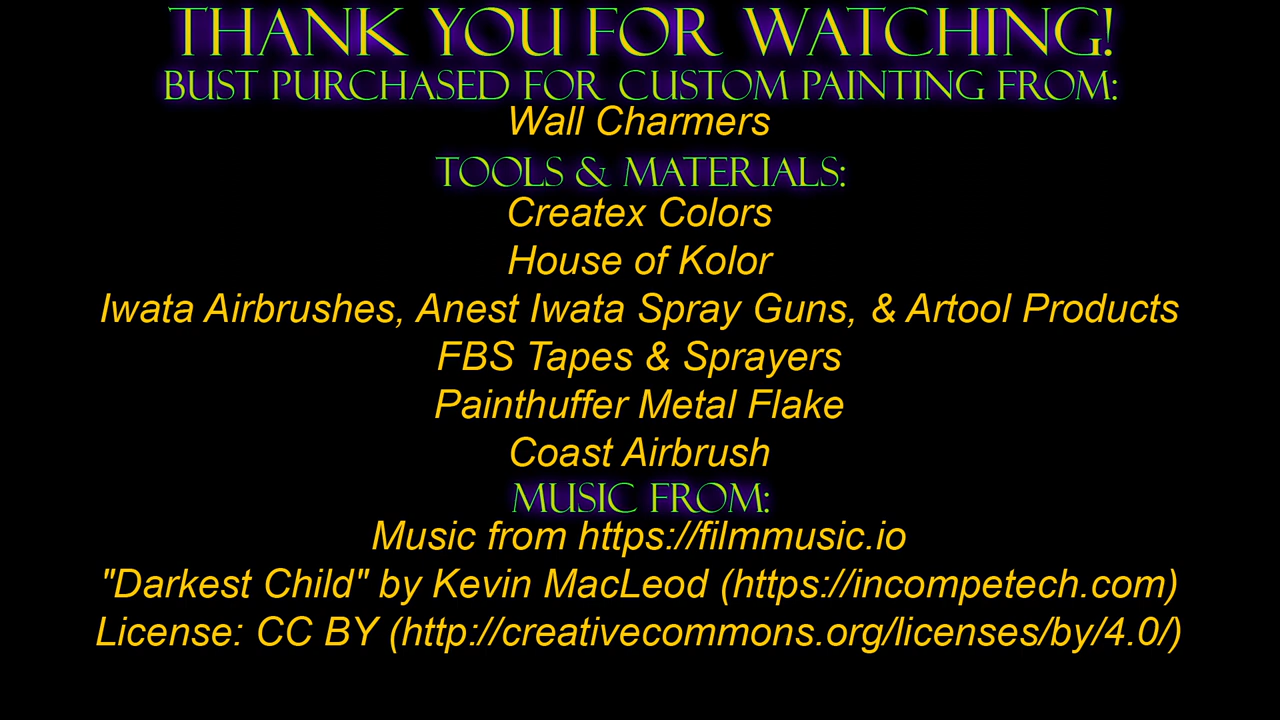 THANK YOU FOR WATCHING!
BUST PURCHASED FOR CUSTOM PAINTING FROM:
Wall Charmers
TOOLS & MATERIALS:
Createx Colors
House of Kolor
Iwata Airbrushes, Anest Iwata Spray Guns, & Artool Products
FBS Tapes & Sprayers
Painthuffer Metal Flake
Coast Airbrush
MUSIC FROM:
Music from https://filmmusic.io
"Darkest Child" by Kevin MacLeod (https://incompetech.com)
License: CC BY (http://creativecommons.org/licenses/by/4.0/)